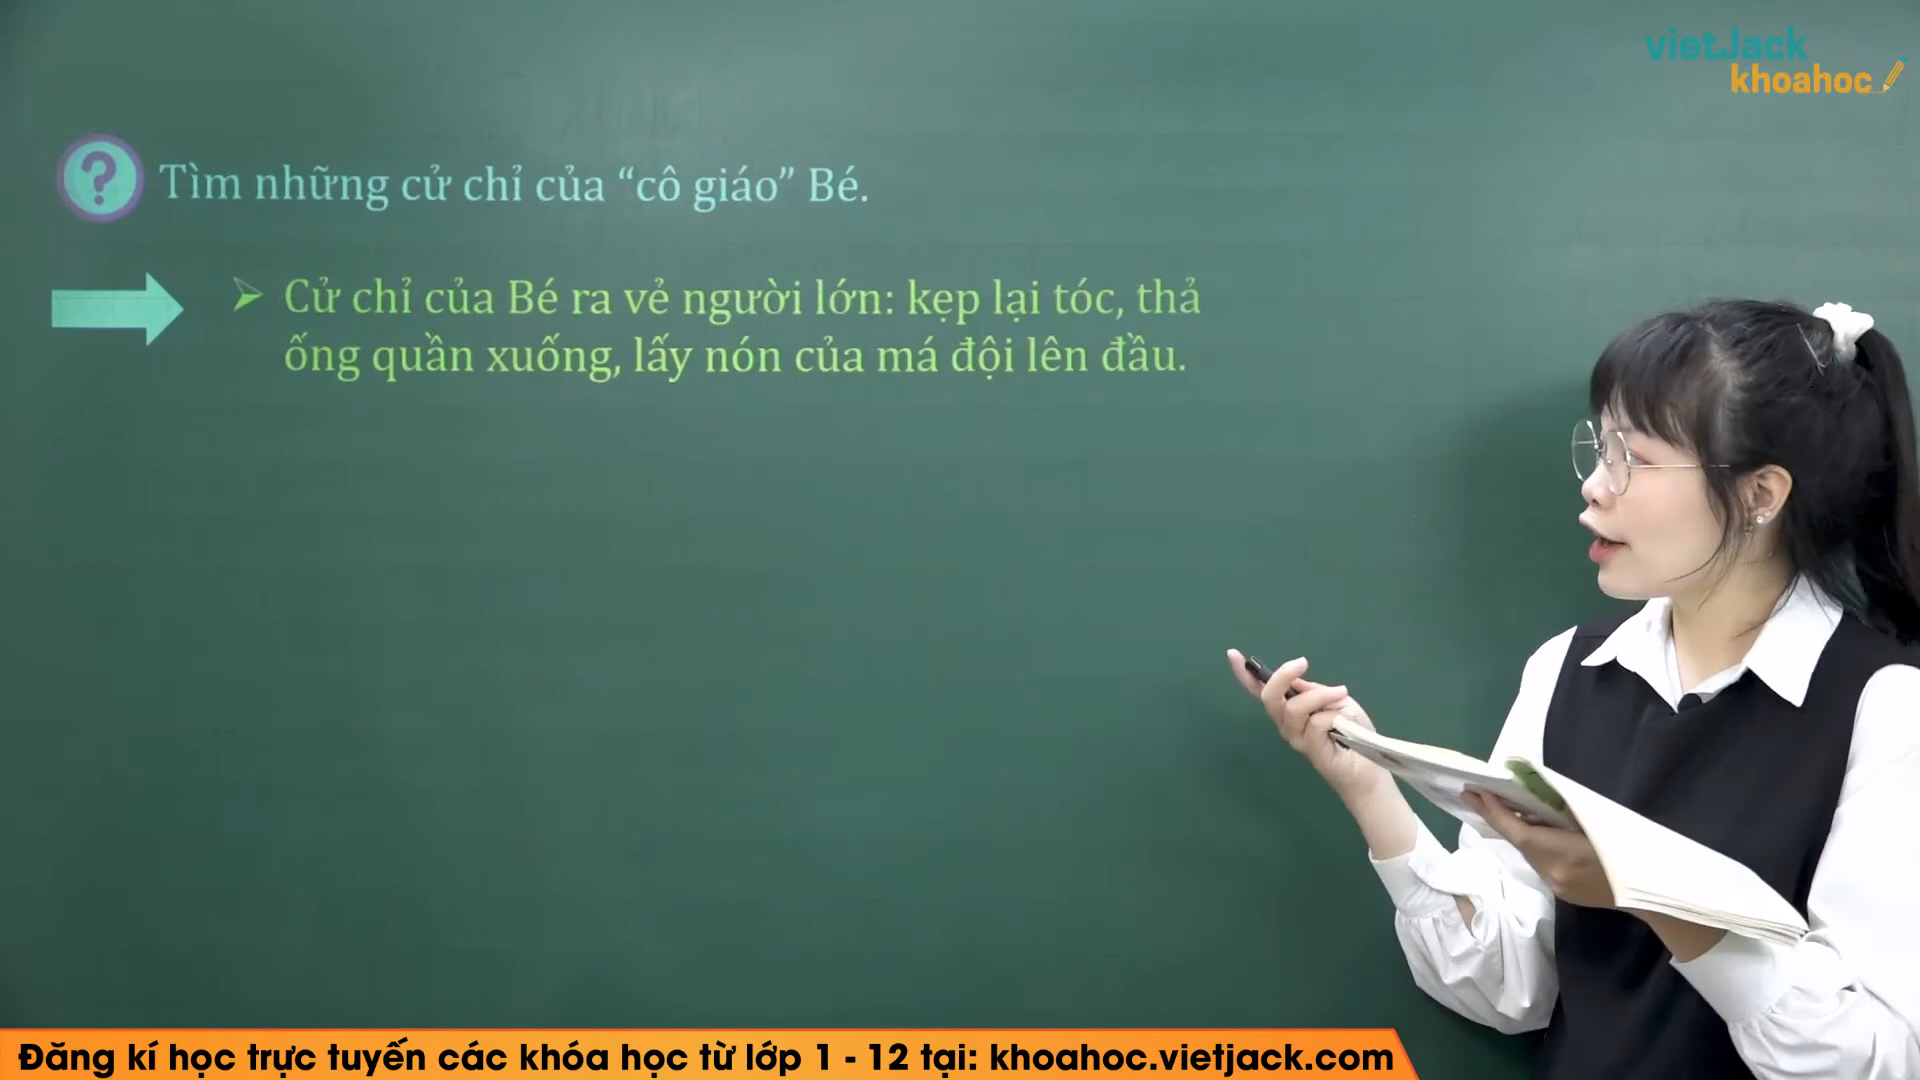 vietJack
khoahoc
? Tìm những cử chỉ của “cô giáo” Bé.
➢ Cử chỉ của Bé ra vẻ người lớn: kẹp lại tóc, thả
ống quần xuống, lấy nón của má đội lên đầu.
Đăng kí học trực tuyến các khóa học từ lớp 1 - 12 tại: khoahoc.vietjack.com